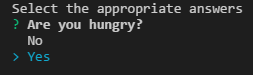 Select the appropriate answers
? Are you hungry?
No
> Yes